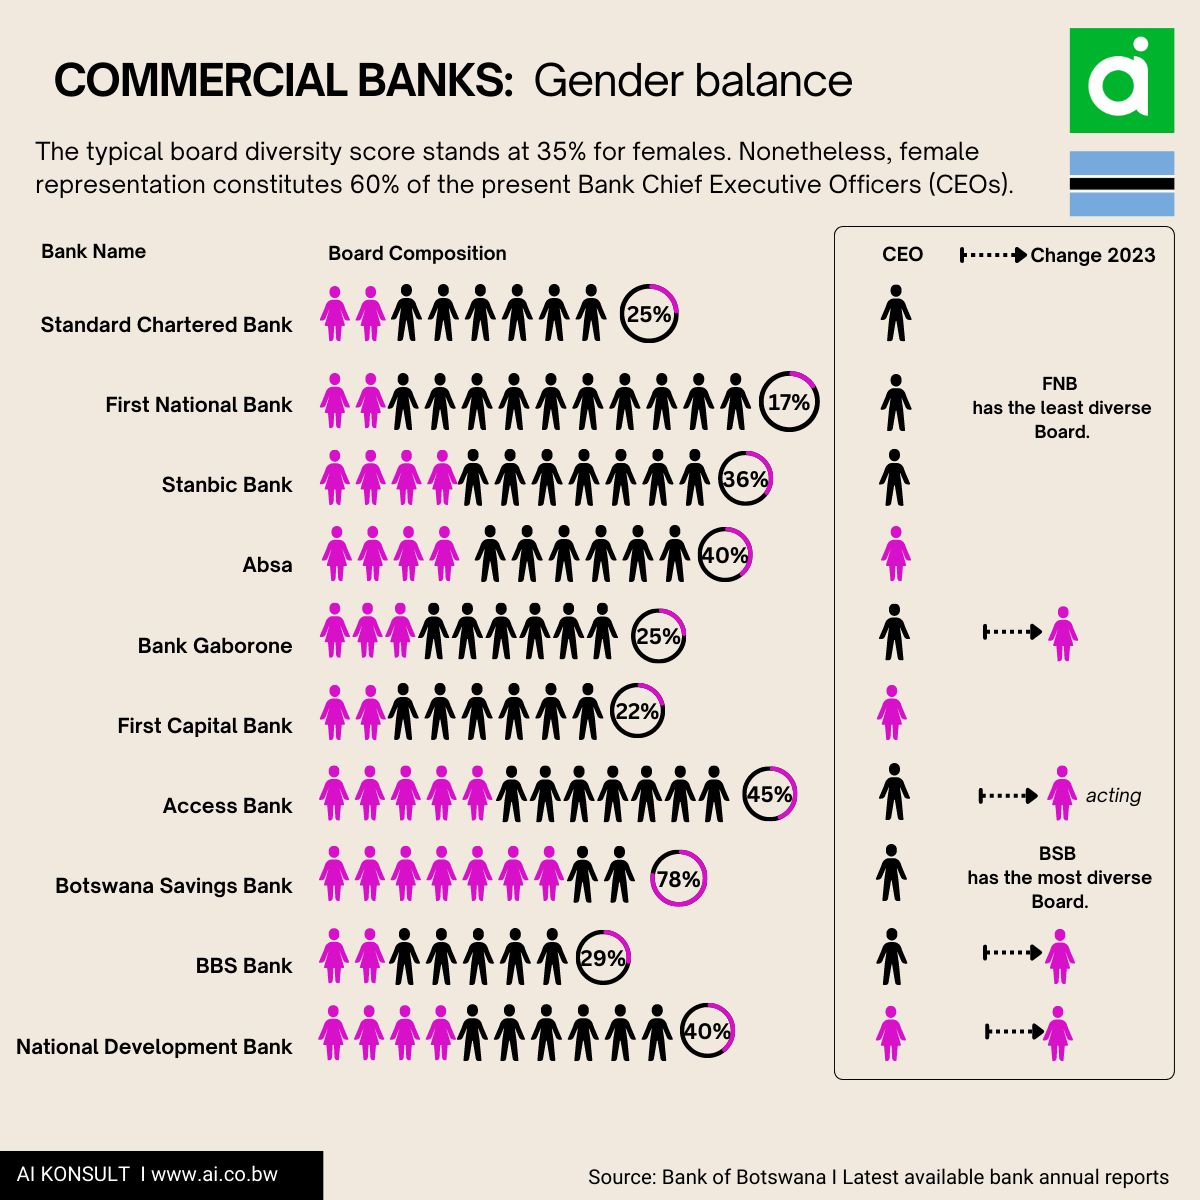 COMMERCIAL BANKS: Gender balance
ai
The typical board diversity score stands at 35% for females. Nonetheless, female
representation constitutes 60% of the present Bank Chief Executive Officers (CEOs).
Bank Name
Board Composition
CEO
Change 2023
Standard Chartered Bank
25%
First National Bank
17%
FNB
has the least diverse
Board.
Stanbic Bank
36%
Absa
40%
Bank Gaborone
25%
First Capital Bank
22%
Access Bank
45%
acting
Botswana Savings Bank
78%
BSB
has the most diverse
Board.
BBS Bank
29%
National Development Bank
40%
AI KONSULT I www.ai.co.bw
Source: Bank of Botswana I Latest available bank annual reports